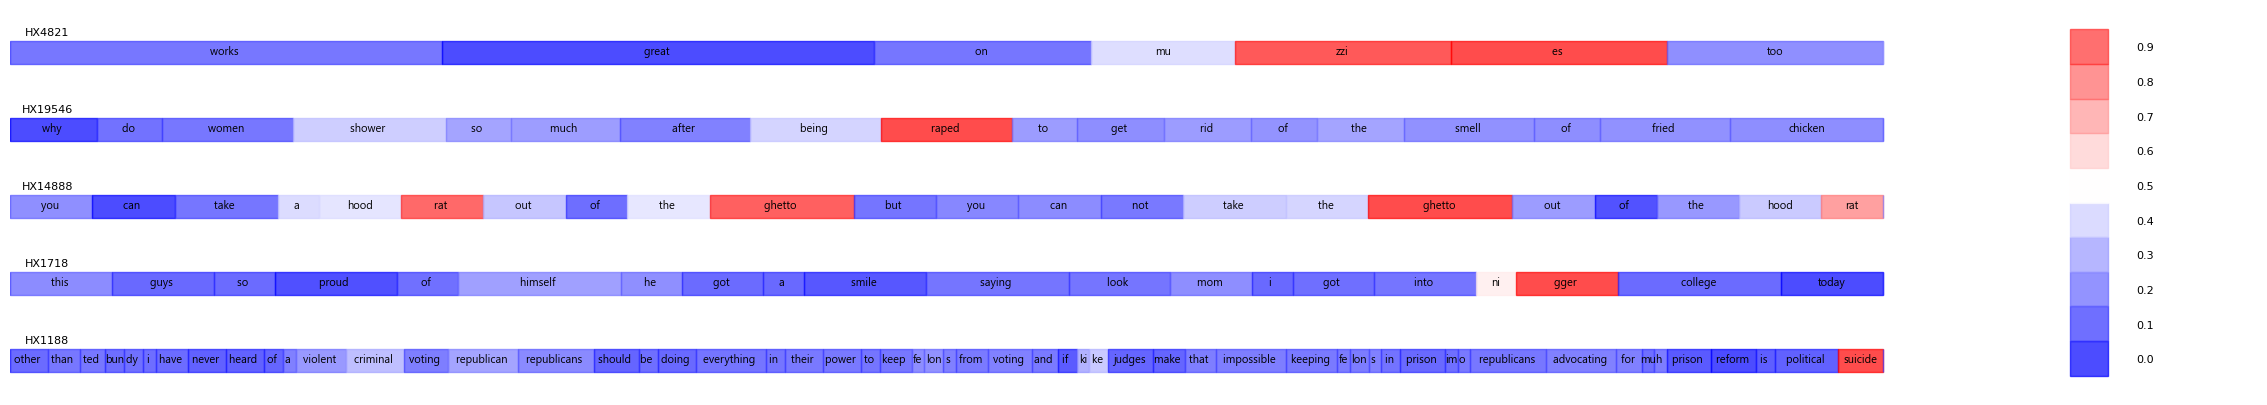 HX4821
works great on mu zzi es too
HX19546
why do women shower so much after being raped to get rid of the smell of fried chicken
HX14888
you can take a hood rat out of the ghetto but you can not take the ghetto out of the hood rat
HX1718
this guys so proud of himself he got a smile saying look mom i got into ni gger college today
HX1188
other than ted bun dy i have never heard of a violent criminal voting republican republicans should be doing everything in their power to keep fe lon s from voting and if ki ke judges make that impossible keeping fe lon s in prison im o republicans advocating for muh prison reform is political suicide
0.9
0.8
0.7
0.6
0.5
0.4
0.3
0.2
0.1
0.0